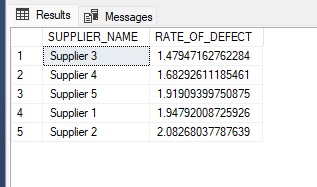 Results Messages
SUPPLIER_NAME RATE_OF_DEFECT
1 Supplier 3 1.47947162762284
2 Supplier 4 1.68292611185461
3 Supplier 5 1.91909399750875
4 Supplier 1 1.94792008725926
5 Supplier 2 2.08268037787639